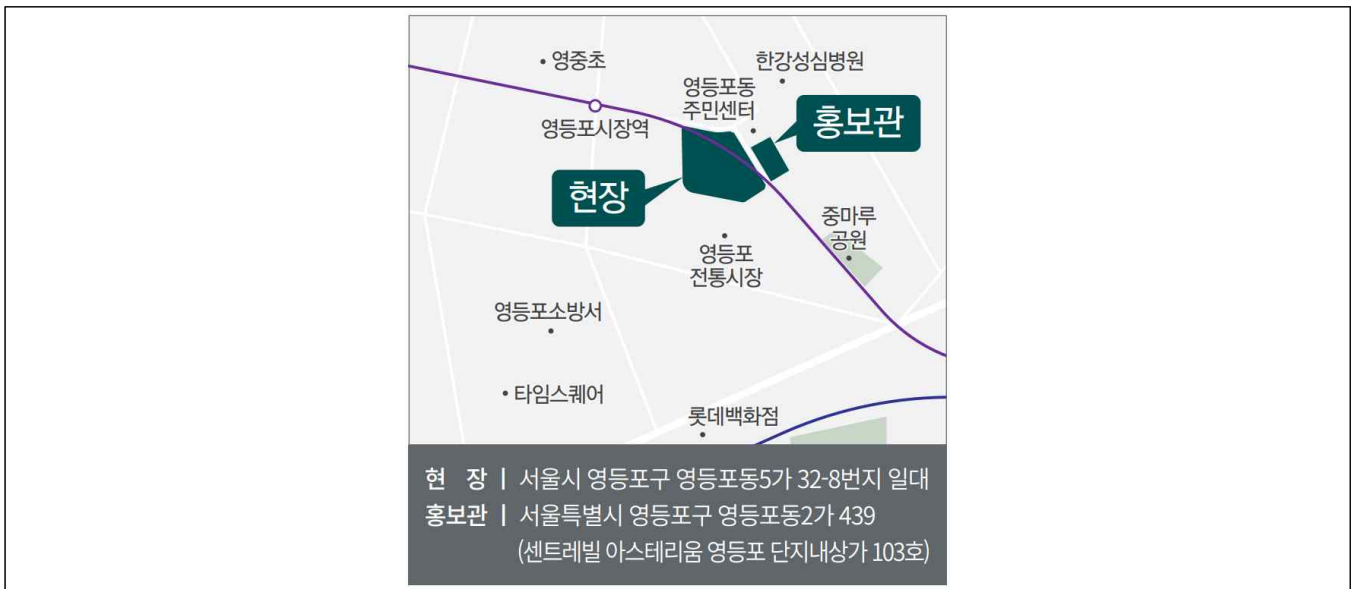 영중초
한강성심병원
영등포동
주민센터
홍보관
영등포시장역
현장
중마루
공원
영등포
전통시장
영등포소방서
타임스퀘어
롯데백화점
현 장 | 서울시 영등포구 영등포동5가 32-8번지 일대
홍보관 | 서울특별시 영등포구 영등포동2가 439
(센트레빌 아스테리움 영등포 단지내상가 103호)